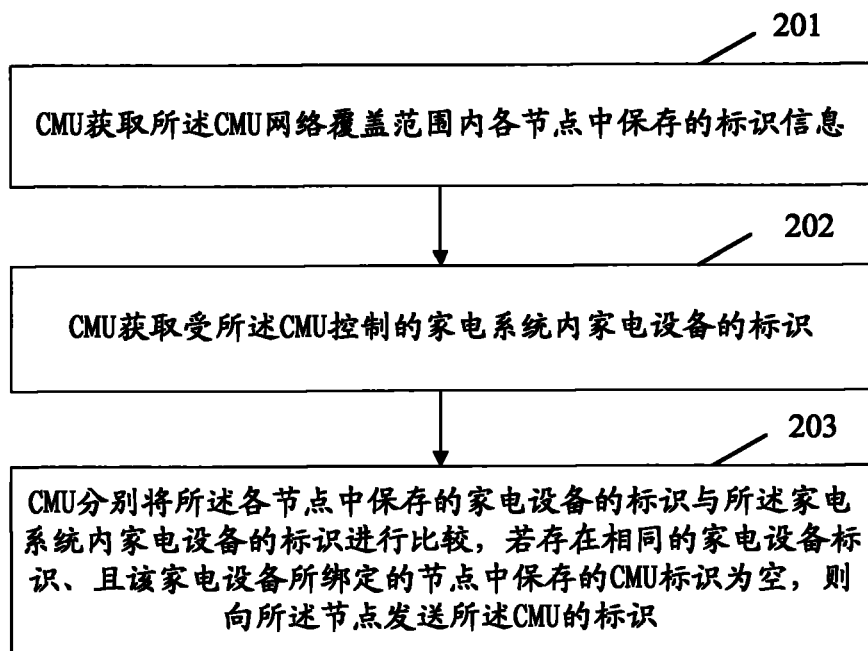 201
CMU获取所述CMU网络覆盖范围内各节点中保存的标识信息
202
CMU获取受所述CMU控制的家电系统内家电设备的标识
203
CMU分别将所述各节点中保存的家电设备的标识与所述家电
系统内家电设备的标识进行比较，若存在相同的家电设备标
识、且该家电设备所绑定的节点中保存的CMU标识为空，则
向所述节点发送所述CMU的标识